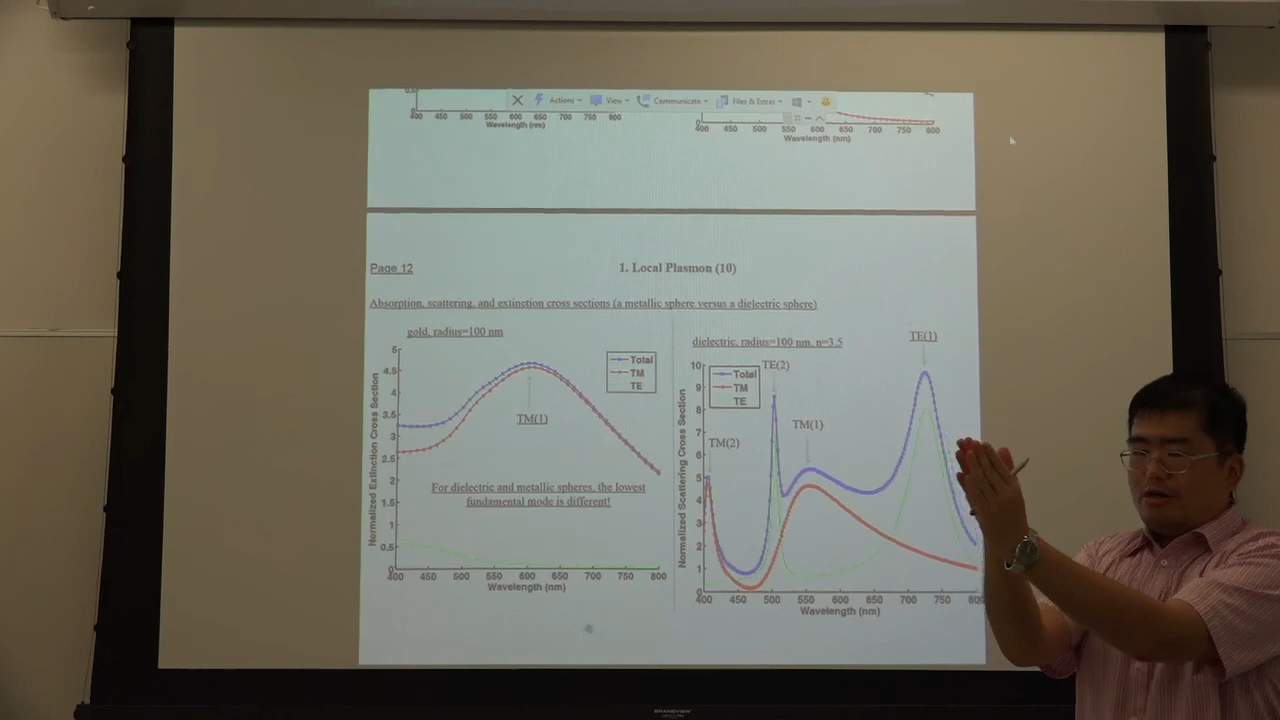 Actions View Communicate Files & Extras
400 450 500 550 600 650 700 750 800
Wavelength (nm)
0
400 450 500 550 600 650 700 750 800
Wavelength (nm)
Page 12
1. Local Plasmon (10)
Absorption, scattering, and extinction cross sections (a metallic sphere versus a dielectric sphere)
gold, radius=100 nm
Normalized Extinction Cross Section
5
4.5
4
3.5
3
2.5
2
1.5
1
0.5
0
Total
TM
TE
TM(1)
For dielectric and metallic spheres, the lowest
fundamental mode is different!
400 450 500 550 600 650 700 750 800
Wavelength (nm)
dielectric, radius=100 nm, n=3.5
Normalized Scattering Cross Section
10
9
8
7
6
5
4
3
2
1
0
Total
TM
TE
TE(1)
TE(2)
TM(1)
TM(2)
400 450 500 550 600 650 700 750 800
Wavelength (nm)
GRANDVIEW